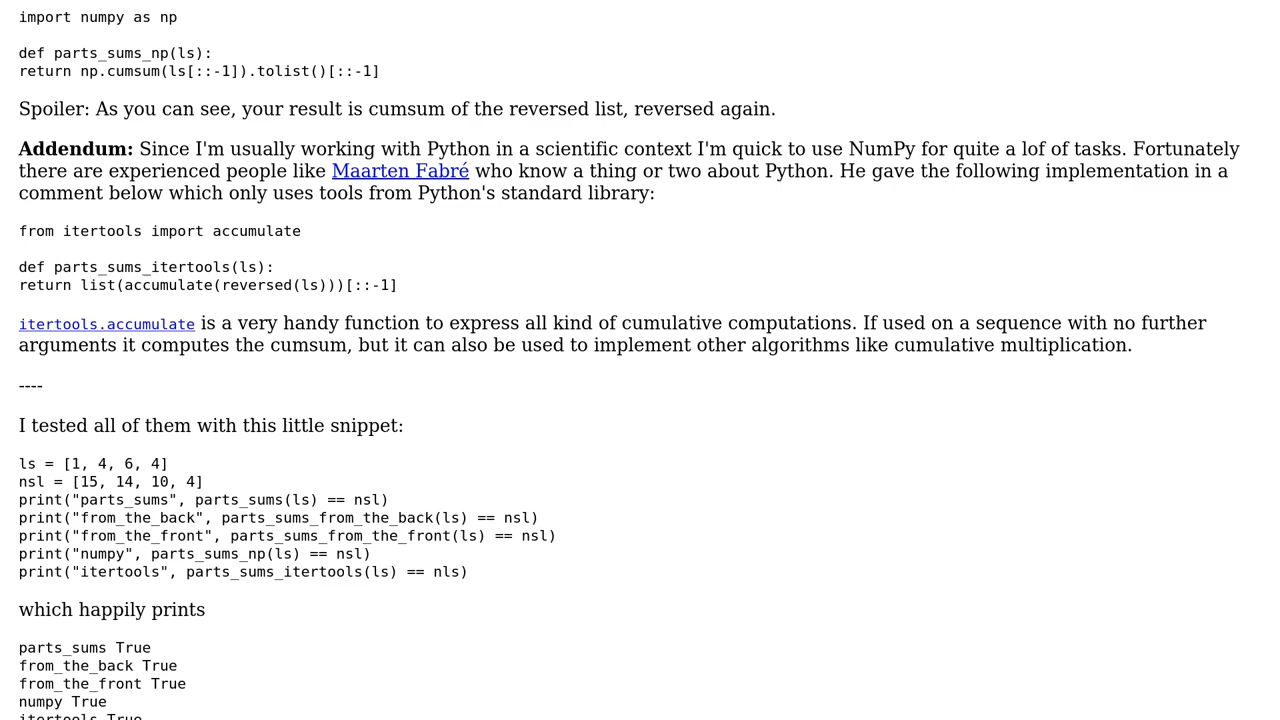 import numpy as np
def parts_sums_np(ls):
return np.cumsum(ls[::-1]).tolist()[::-1]
Spoiler: As you can see, your result is cumsum of the reversed list, reversed again.
Addendum: Since I'm usually working with Python in a scientific context I'm quick to use NumPy for quite a lof of tasks. Fortunately
there are experienced people like Maarten Fabré who know a thing or two about Python. He gave the following implementation in a
comment below which only uses tools from Python's standard library:
from itertools import accumulate
def parts_sums_itertools(ls):
return list(accumulate(reversed(ls)))[::-1]
itertools.accumulate is a very handy function to express all kind of cumulative computations. If used on a sequence with no further
arguments it computes the cumsum, but it can also be used to implement other algorithms like cumulative multiplication.
----
I tested all of them with this little snippet:
ls = [1, 4, 6, 4]
nsl = [15, 14, 10, 4]
print("parts_sums", parts_sums(ls) == nsl)
print("from_the_back", parts_sums_from_the_back(ls) == nsl)
print("from_the_front", parts_sums_from_the_front(ls) == nsl)
print("numpy", parts_sums_np(ls) == nsl)
print("itertools", parts_sums_itertools(ls) == nls)
which happily prints
parts_sums True
from_the_back True
from_the_front True
numpy True
itertools True